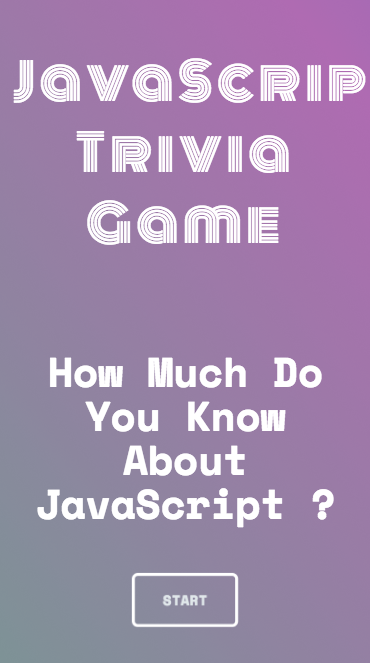 JavaScrip
Trivia
Game
How Much Do
You Know
About
JavaScript ?
START